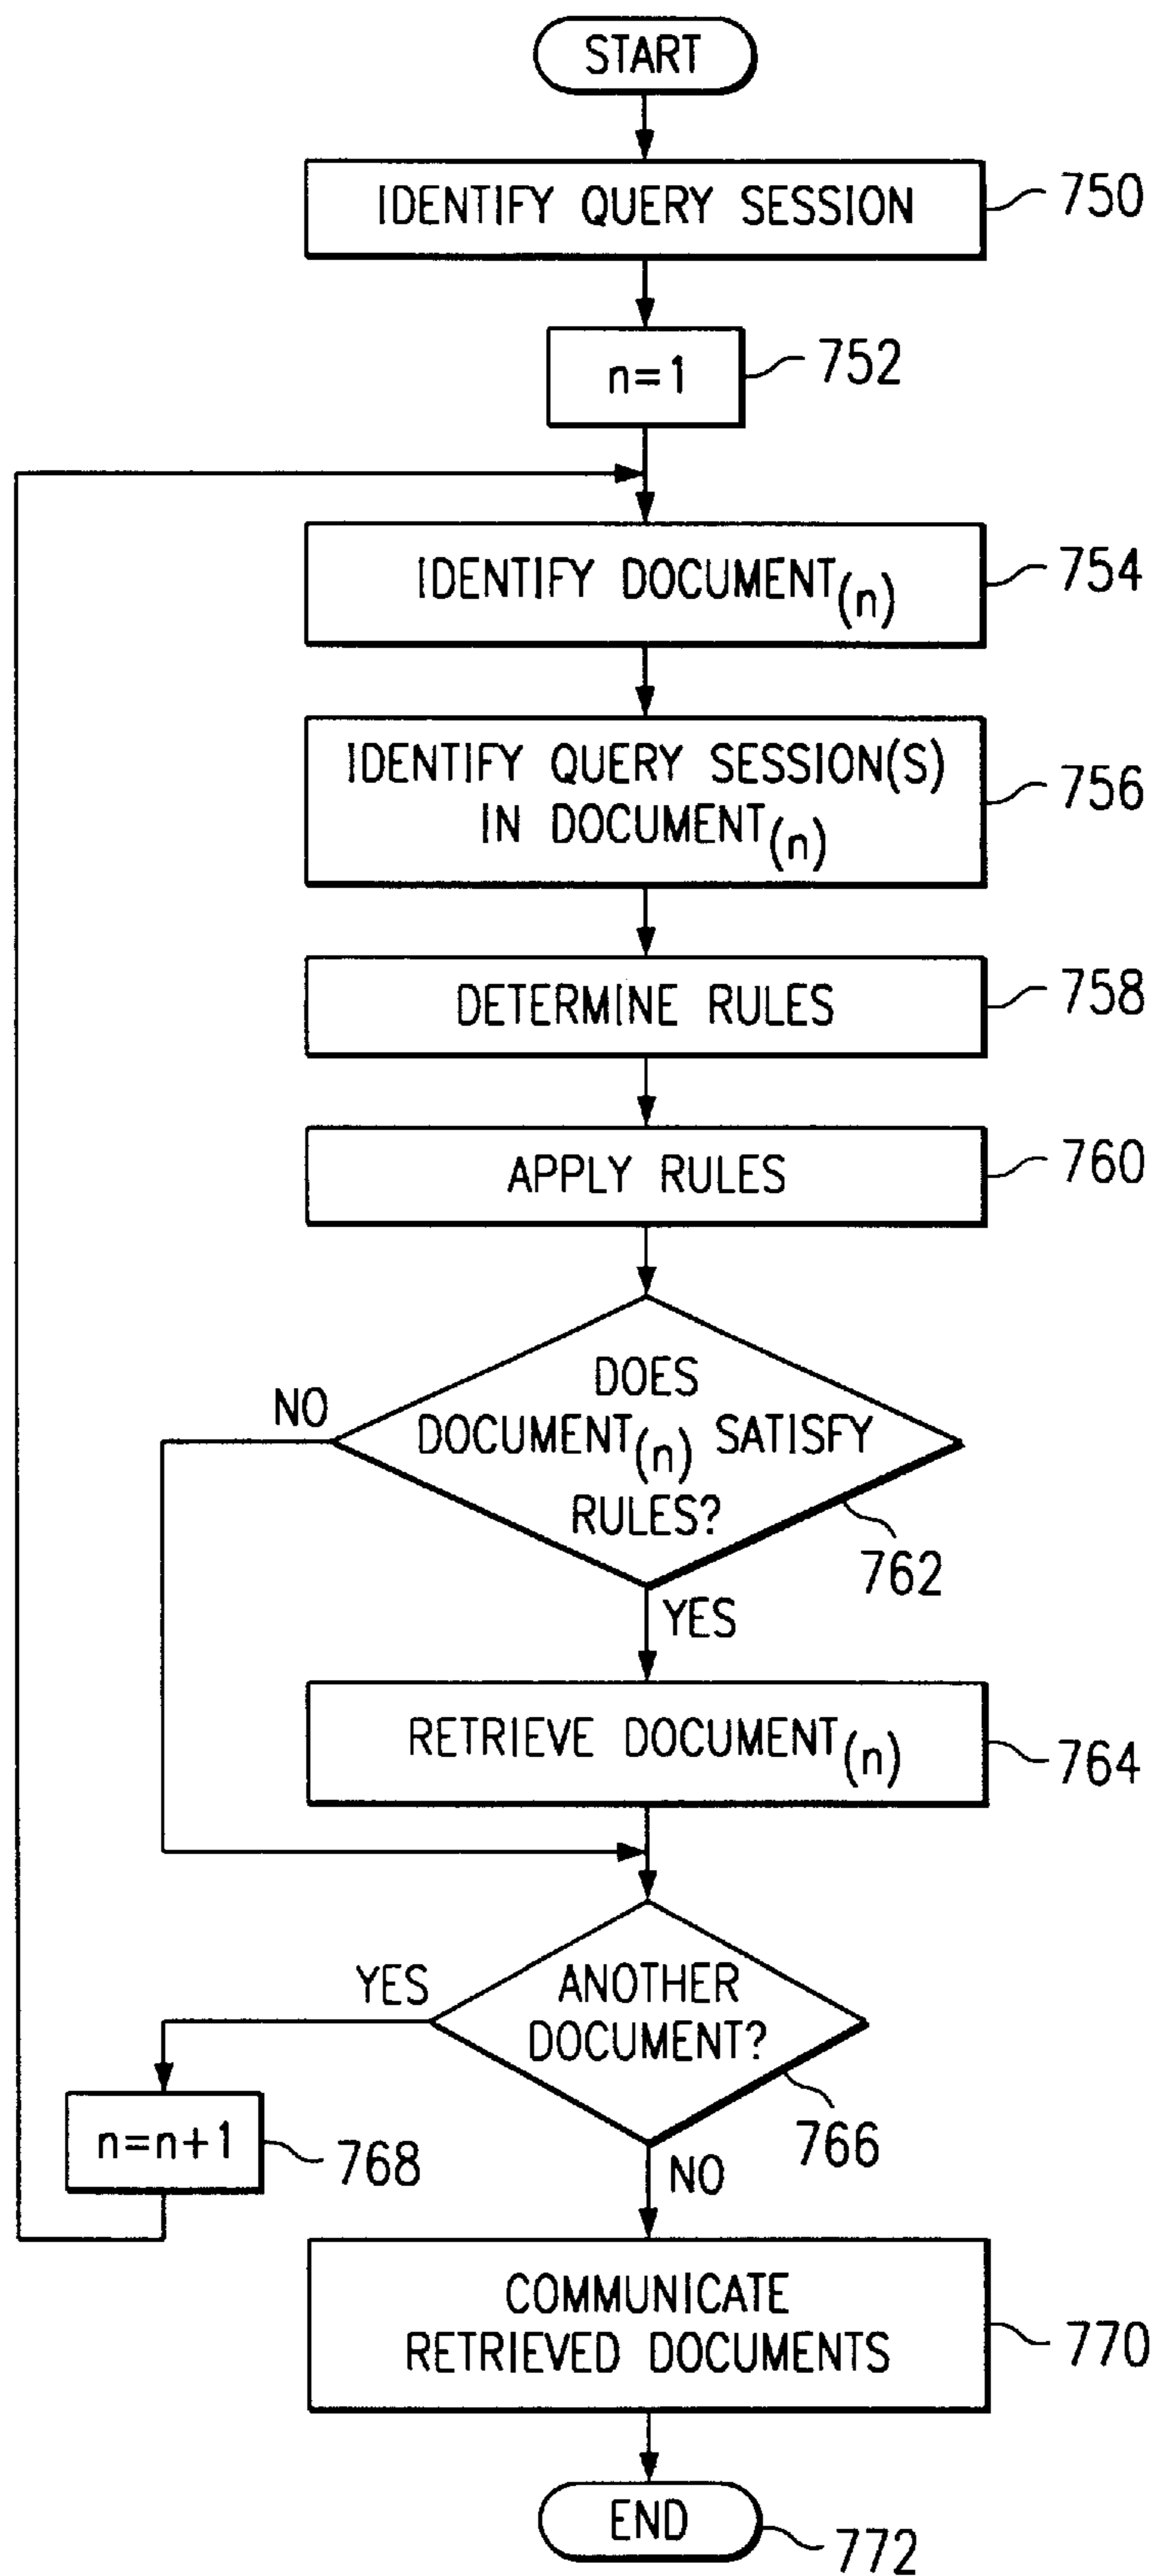 START
IDENTIFY QUERY SESSION
750
n=1
752
IDENTIFY DOCUMENT(n)
754
IDENTIFY QUERY SESSION(S)
IN DOCUMENT(n)
756
DETERMINE RULES
758
APPLY RULES
760
DOES
DOCUMENT(n) SATISFY
RULES?
NO
762
YES
RETRIEVE DOCUMENT(n)
764
ANOTHER
DOCUMENT?
YES
766
n=n+1
768
NO
COMMUNICATE
RETRIEVED DOCUMENTS
770
END
772